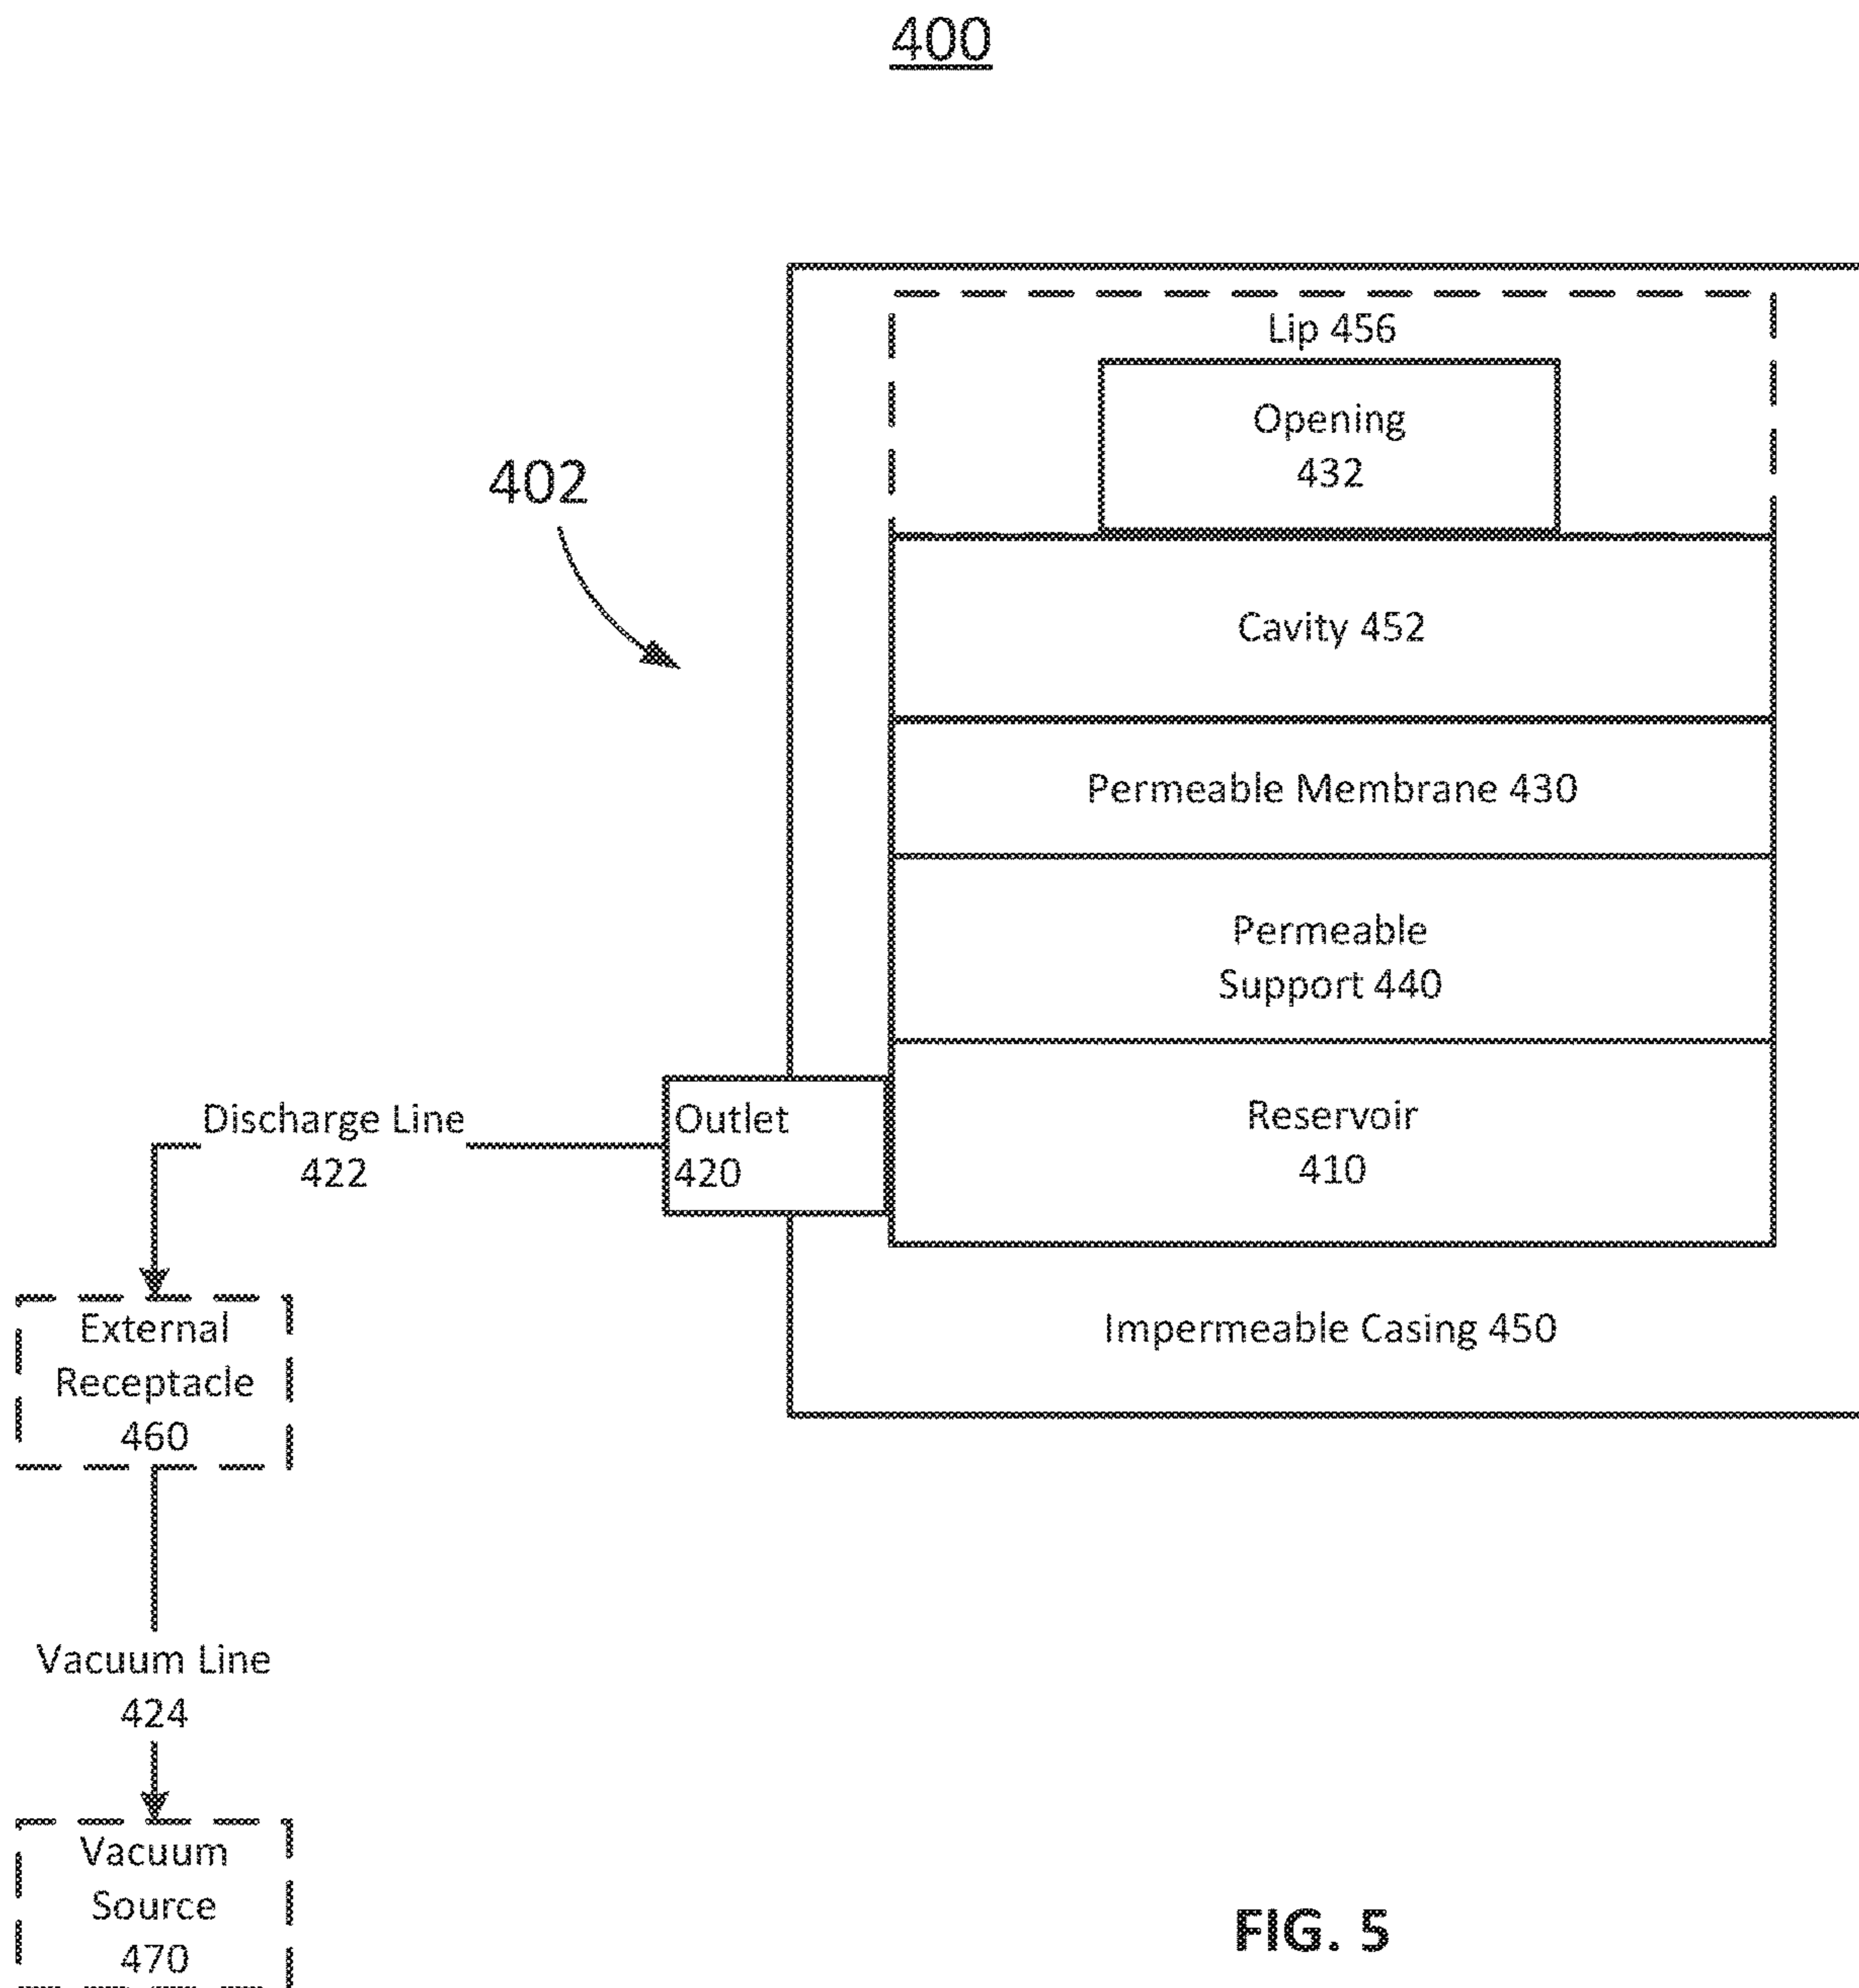 400
Lip 456
Opening
432
402
Cavity 452
Permeable Membrane 430
Permeable
Support 440
Discharge Line
422
Outlet
420
Reservoir
410
External
Receptacle
460
Impermeable Casing 450
Vacuum Line
424
Vacuum
Source
470
FIG. 5